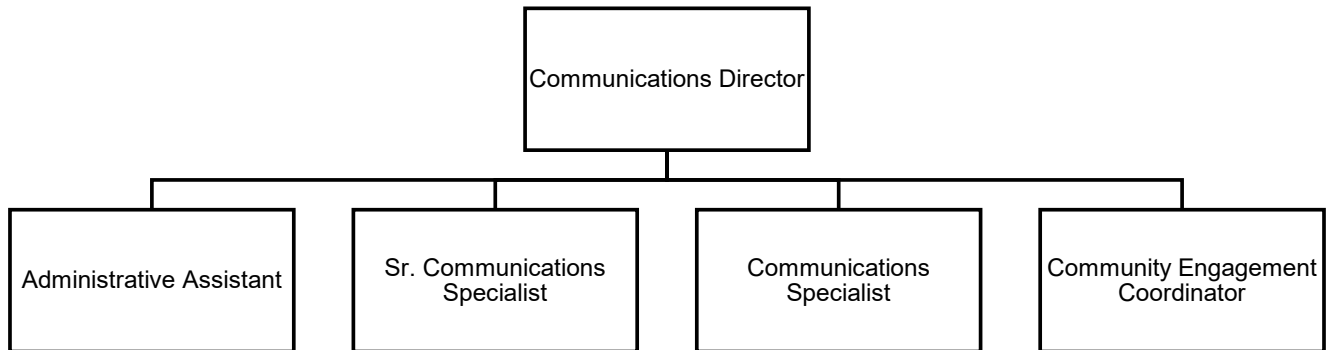 Communications Director
Administrative Assistant
Sr. Communications
Specialist
Communications
Specialist
Community Engagement
Coordinator